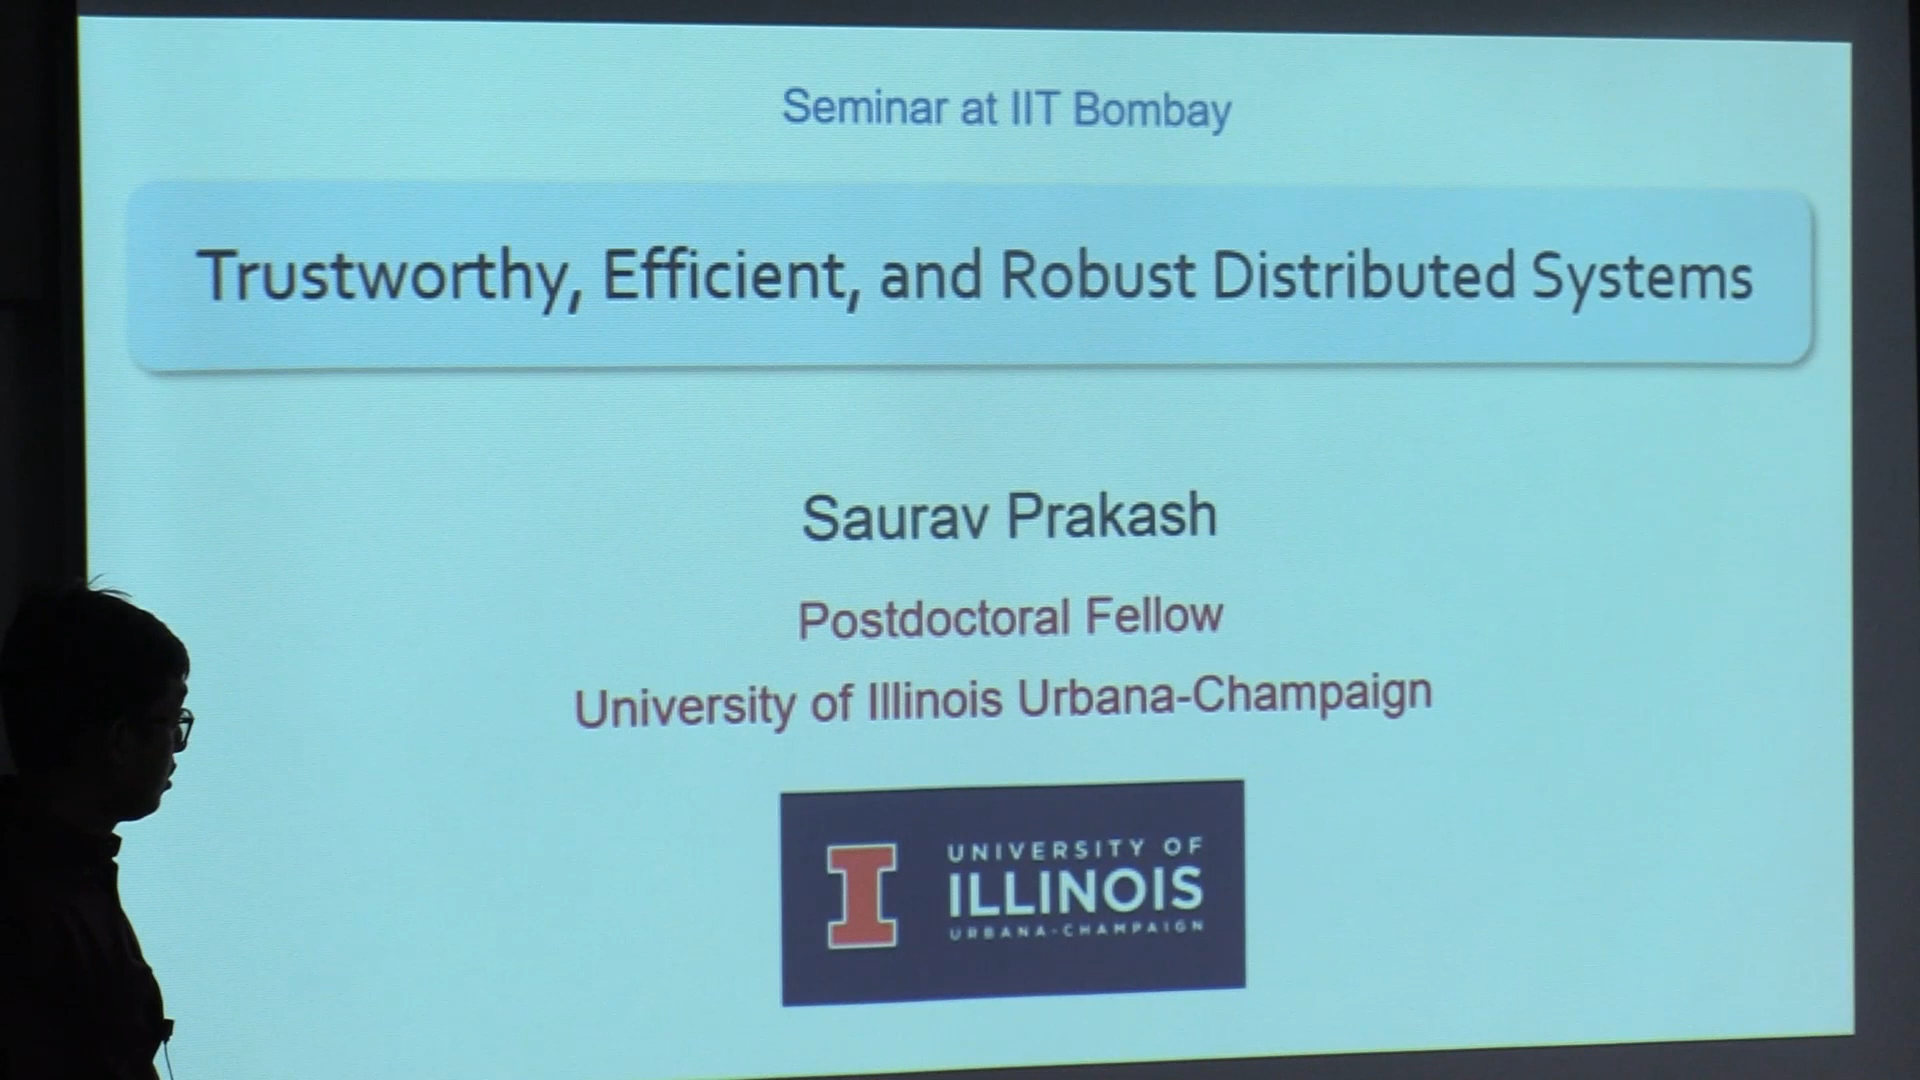 Seminar at IIT Bombay
Trustworthy, Efficient, and Robust Distributed Systems
Saurav Prakash
Postdoctoral Fellow
University of Illinois Urbana-Champaign
I
UNIVERSITY OF
ILLINOIS
URBANA-CHAMPAIGN